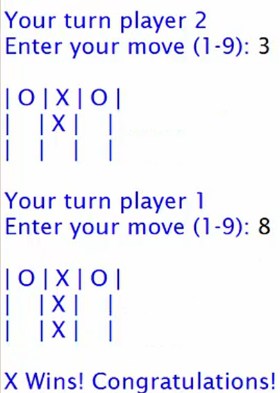 Your turn player 2
Enter your move (1-9): 3
| O | X | O |
|   | X |   |
|   |   |   |
Your turn player 1
Enter your move (1-9): 8
| O | X | O |
|   | X |   |
|   | X |   |
X Wins! Congratulations!